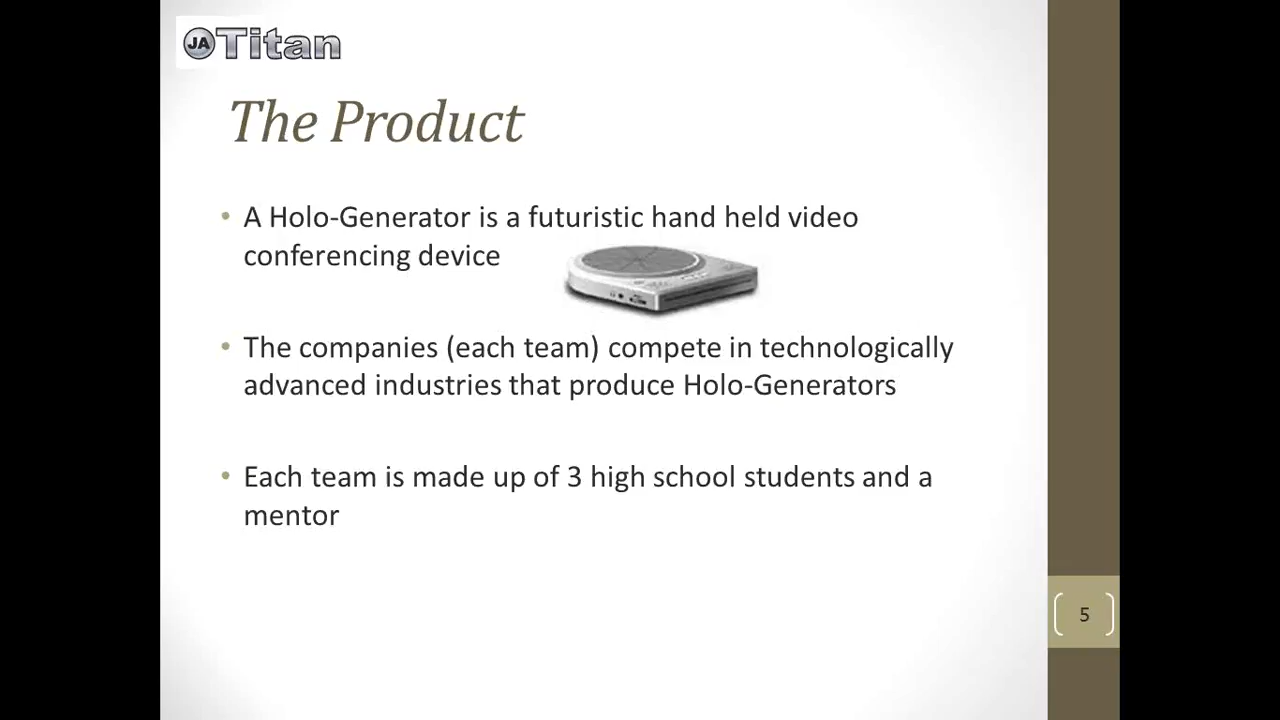 JA Titan
The Product
• A Holo-Generator is a futuristic hand held video
conferencing device
• The companies (each team) compete in technologically
advanced industries that produce Holo-Generators
• Each team is made up of 3 high school students and a
mentor
5